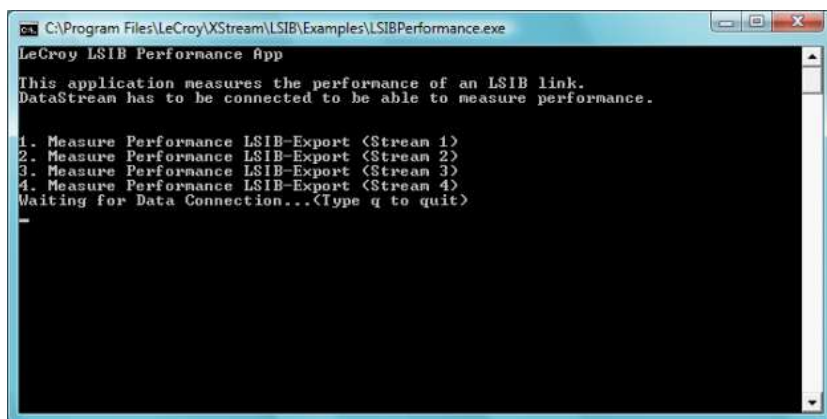 C:\Program Files\LeCroy\XStream\LSIB\Examples\LSIBPerformance.exe
LeCroy LSIB Performance App
This application measures the performance of an LSIB link.
DataStream has to be connected to be able to measure performance.
1. Measure Performance LSIB-Export (Stream 1)
2. Measure Performance LSIB-Export (Stream 2)
3. Measure Performance LSIB-Export (Stream 3)
4. Measure Performance LSIB-Export (Stream 4)
Waiting for Data Connection...(Type q to quit)